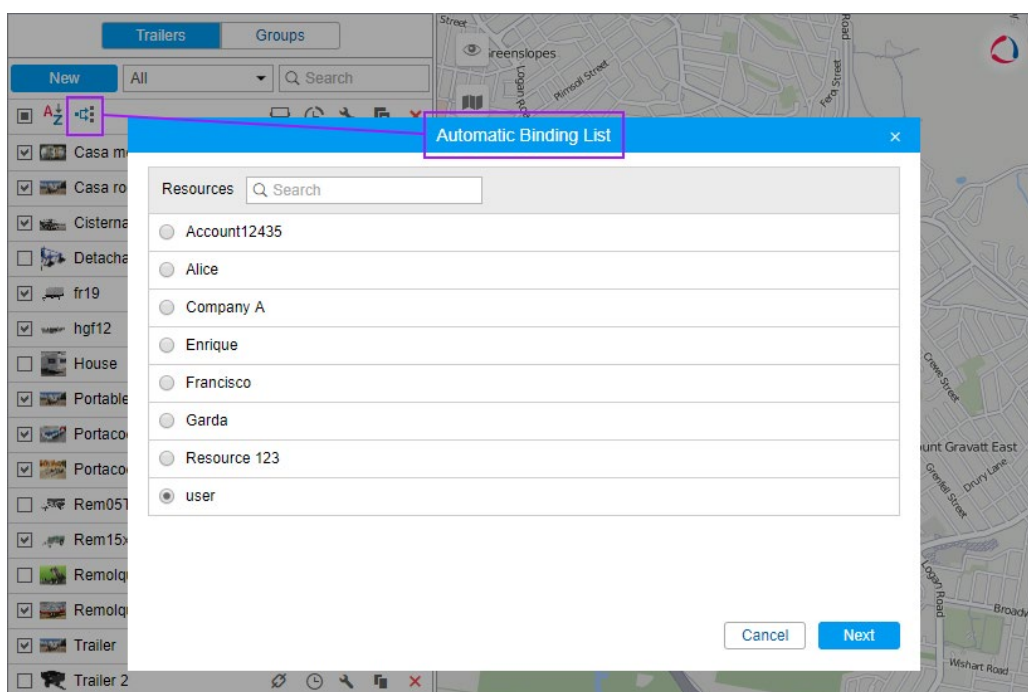 Trailers Groups
New All Search
Automatic Binding List
Resources Search
Account12435
Alice
Company A
Enrique
Francisco
Garda
Resource 123
user
Cancel Next
Casa m
Casa ro
Cisterna
Detacha
fr19
hgf12
House
Portable
Portaco
Portaco
Rem05T
Rem15x
Remolq
Remolq
Trailer
Trailer 2
Street
reenslopes
Logan Ro
Plimsoll Street
Road
Fero Street
Crewe Street
unt Gravatt East
Grenfell Street
Drury Lane
Logan Road
Broadw
Wishart Road